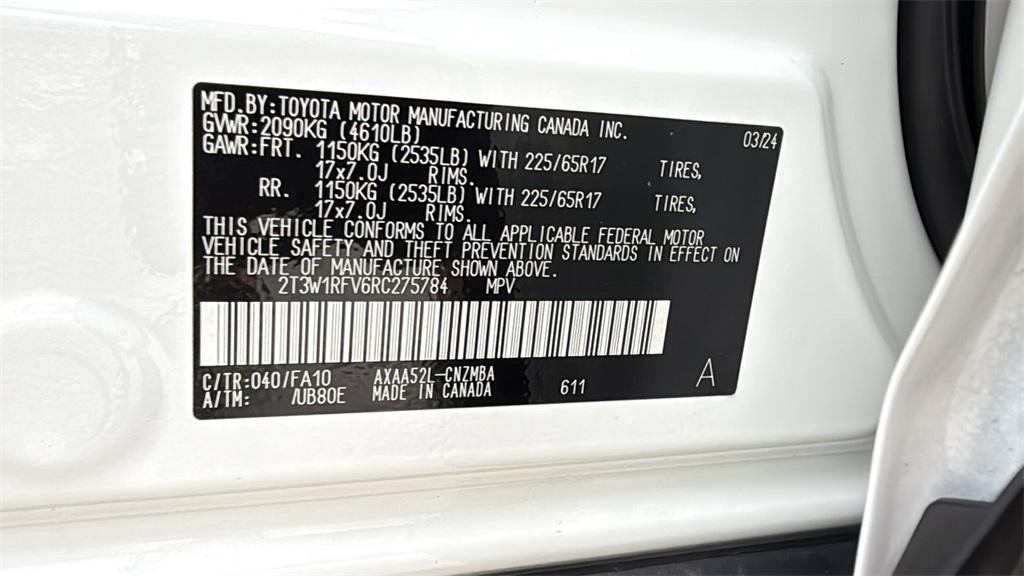 MFD.BY:TOYOTA MOTOR MANUFACTURING CANADA INC.
GVWR:2090KG (4610LB) 03/24
GAWR:FRT. 1150KG (2535LB) WITH 225/65R17 TIRES,
17x7.0J RIMS.
RR. 1150KG (2535LB) WITH 225/65R17 TIRES,
17x7.0J RIMS.
THIS VEHICLE CONFORMS TO ALL APPLICABLE FEDERAL MOTOR
VEHICLE SAFETY AND THEFT PREVENTION STANDARDS IN EFFECT ON
THE DATE OF MANUFACTURE SHOWN ABOVE.
2T3W1RFV6RC275784 MPV
C/TR:040/FA10 AXAA52L-CNZMBA
A/TM: /UB80E MADE IN CANADA 611 A